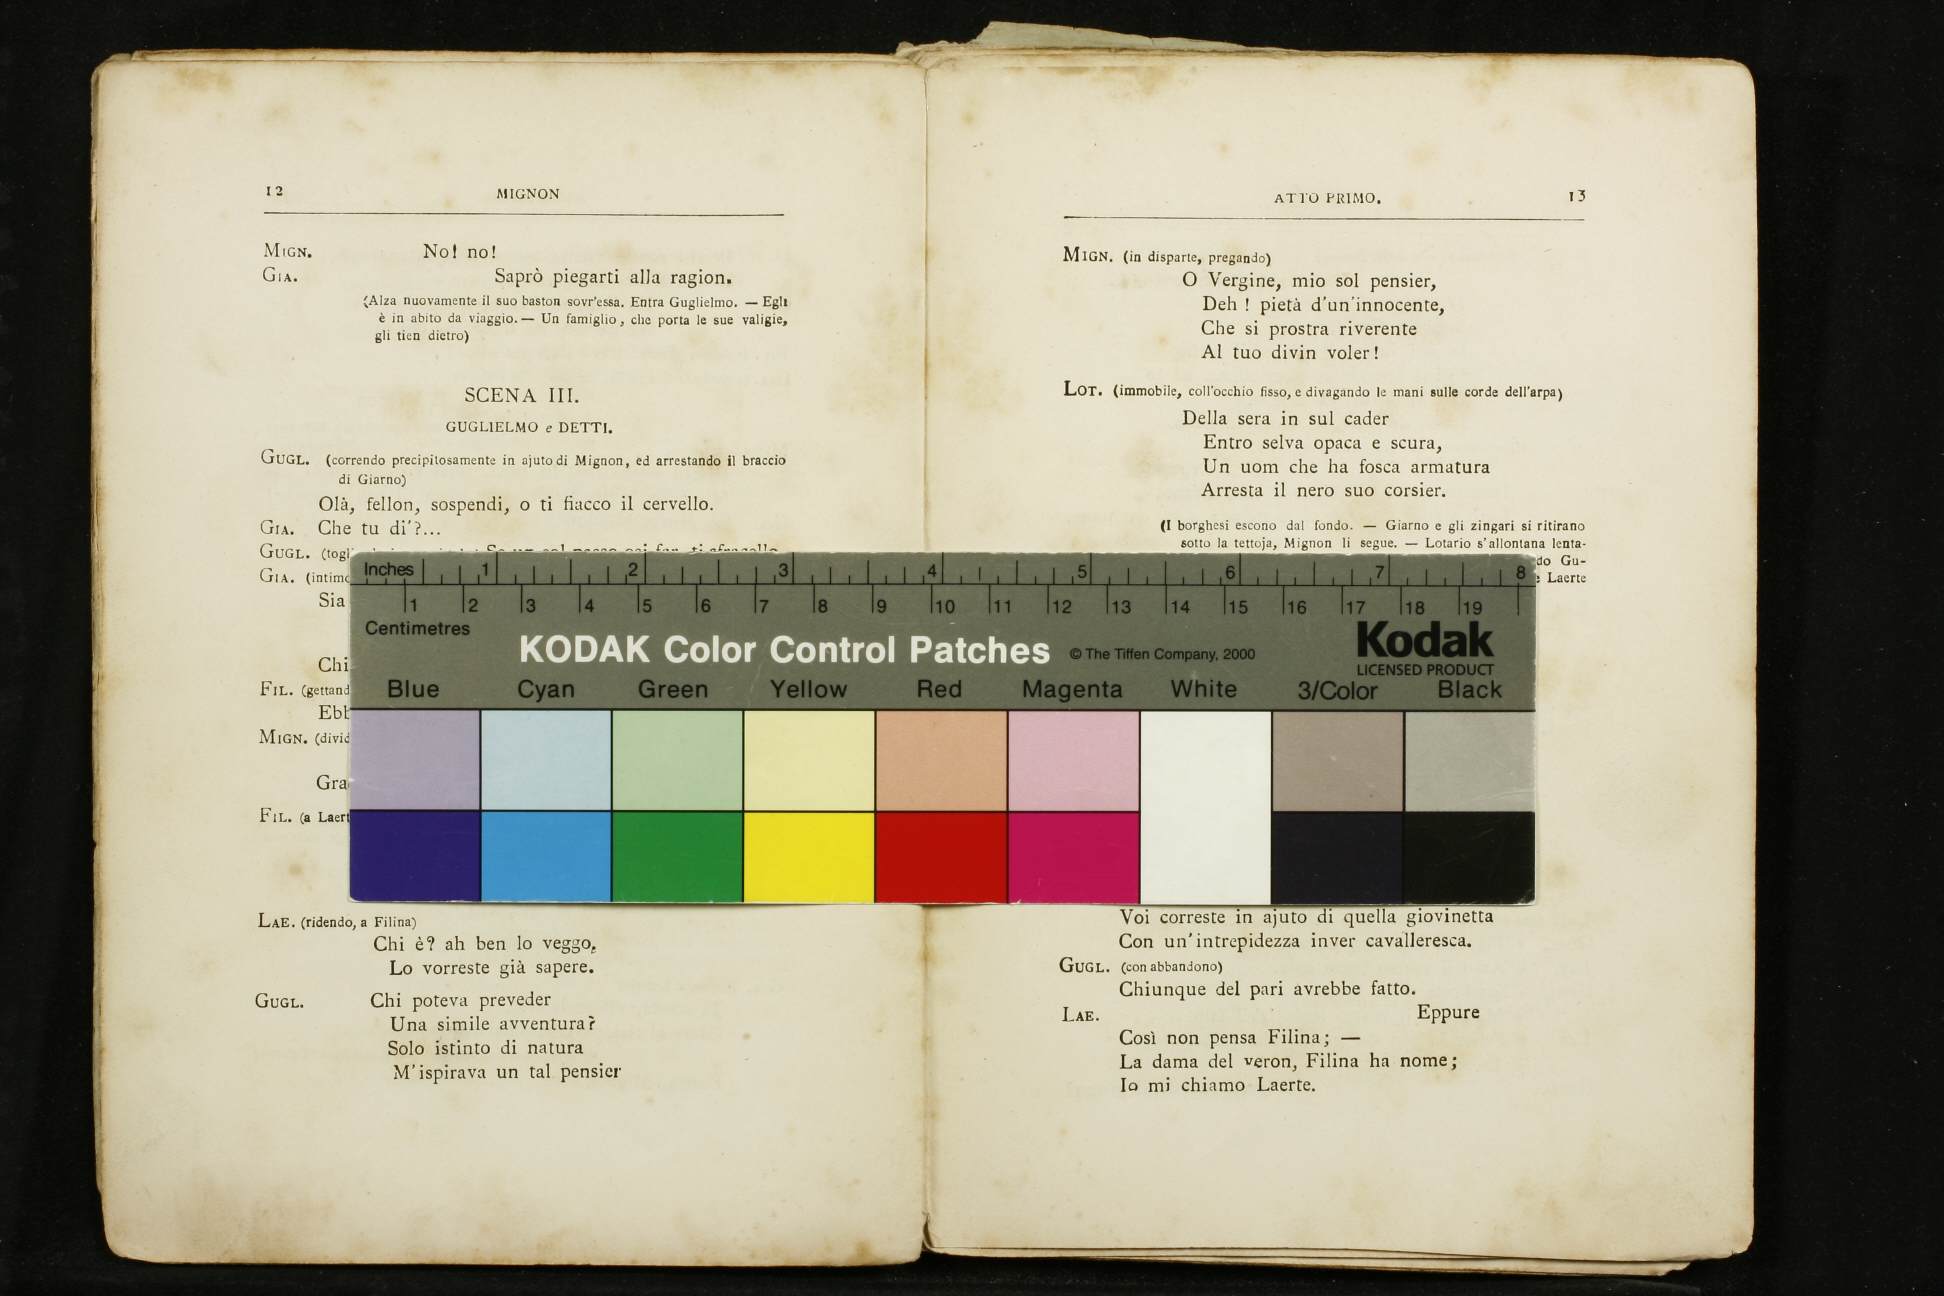 12
MIGNON
MIGN. No! no!
GIA. Saprò piegarti alla ragion.
(Alza nuovamente il suo baston sovr'essa. Entra Guglielmo. — Egli
è in abito da viaggio. — Un famiglio, che porta le sue valigie,
gli tien dietro)
SCENA III.
GUGLIELMO e DETTI.
GUGL. (correndo precipitosamente in ajuto di Mignon, ed arrestando il braccio
di Giarno)
Olà, fellon, sospendi, o ti fiacco il cervello.
GIA. Che tu di'?...
GUGL.
GIA.
Sia
Chi
FIL.
MIGN.
FIL. (a
LAE. (ridendo, a Filina)
Chi è? ah ben lo veggo,
Lo vorreste già sapere.
GUGL. Chi poteva preveder
Una simile avventura?
Solo istinto di natura
M'ispirava un tal pensier
ATTO PRIMO.
13
MIGN. (in disparte, pregando)
O Vergine, mio sol pensier,
Deh ! pietà d'un'innocente,
Che si prostra riverente
Al tuo divin voler!
LOT. (immobile, coll'occhio fisso, e divagando le mani sulle corde dell'arpa)
Della sera in sul cader
Entro selva opaca e scura,
Un uom che ha fosca armatura
Arresta il nero suo corsier.
(I borghesi escono dal fondo. — Giarno e gli zingari si ritirano
sotto la tettoja, Mignon li segue. — Lotario s'allontana lenta-
Gu-
Laerte
Voi correste in ajuto di quella giovinetta
Con un'intrepidezza inver cavalleresca.
GUGL. (con abbandono)
Chiunque del pari avrebbe fatto.
LAE. Eppure
Così non pensa Filina; —
La dama del veron, Filina ha nome;
Io mi chiamo Laerte.
Inches 1 2 3 4 5 6 7 8
1 2 3 4 5 6 7 8 9 10 11 12 13 14 15 16 17 18 19
Centimetres
KODAK Color Control Patches © The Tiffen Company, 2000
Kodak
LICENSED PRODUCT
Blue Cyan Green Yellow Red Magenta White 3/Color Black